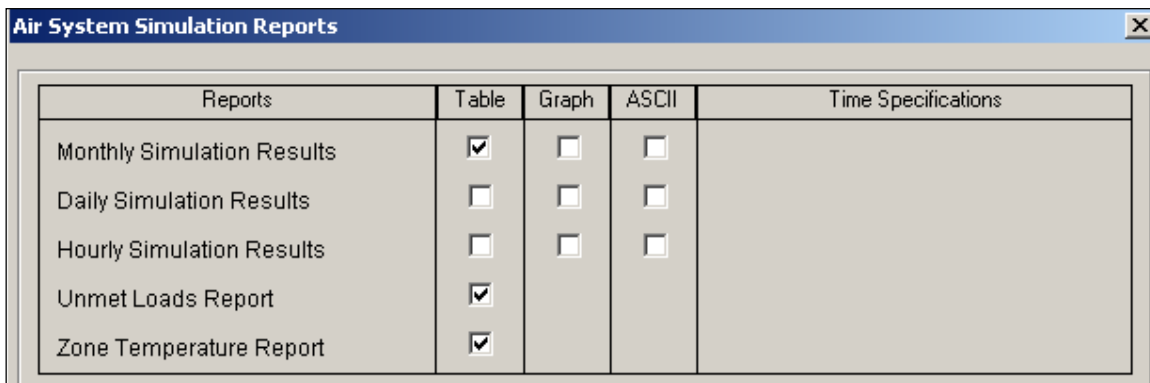 Air System Simulation Reports
Reports Table Graph ASCII Time Specifications
Monthly Simulation Results
Daily Simulation Results
Hourly Simulation Results
Unmet Loads Report
Zone Temperature Report